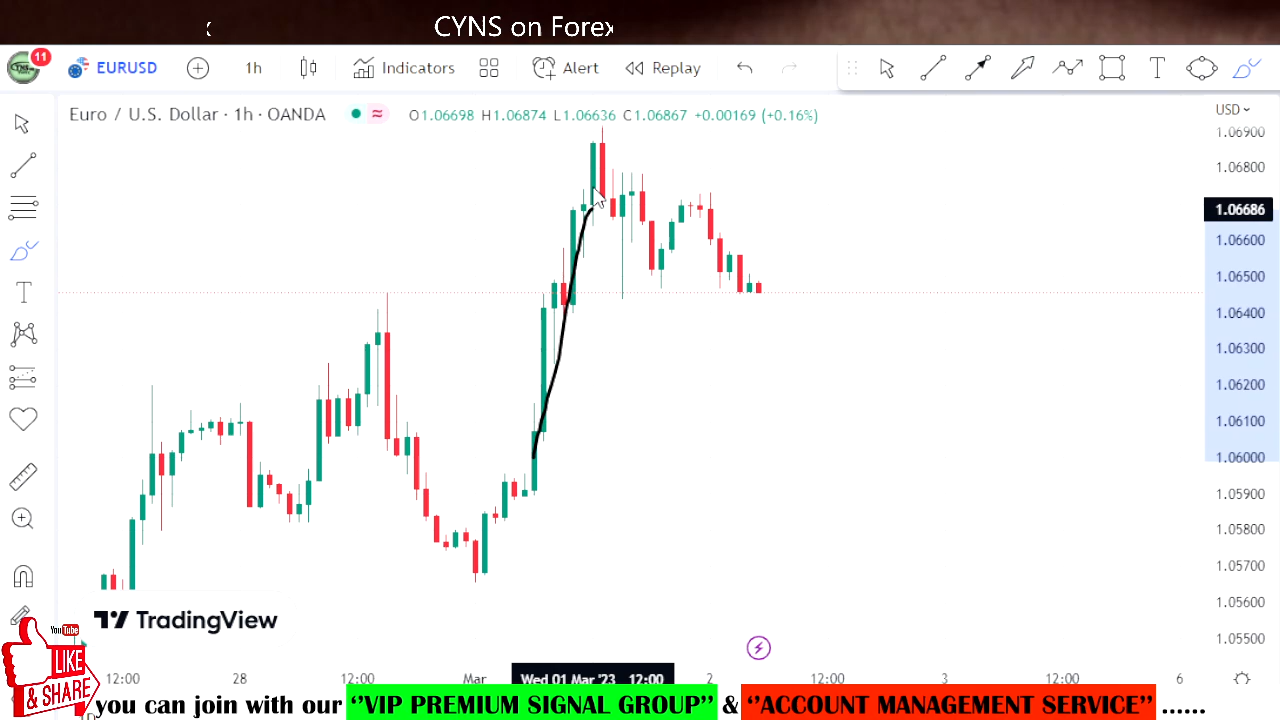 CYNS on Forex
11
EURUSD
1h
Indicators
Alert
Replay
Euro / U.S. Dollar · 1h · OANDA
O1.06698 H1.06874 L1.06636 C1.06867 +0.00169 (+0.16%)
USD
1.06900
1.06800
1.06686
1.06600
1.06500
1.06400
1.06300
1.06200
1.06100
1.06000
1.05900
1.05800
1.05700
1.05600
1.05500
TradingView
YouTube
LIKE
& SHARE
12:00
28
12:00
Mar
Wed 01 Mar '23 12:00
2
12:00
3
12:00
6
you can join with our "VIP PREMIUM SIGNAL GROUP" & "ACCOUNT MANAGEMENT SERVICE" ......